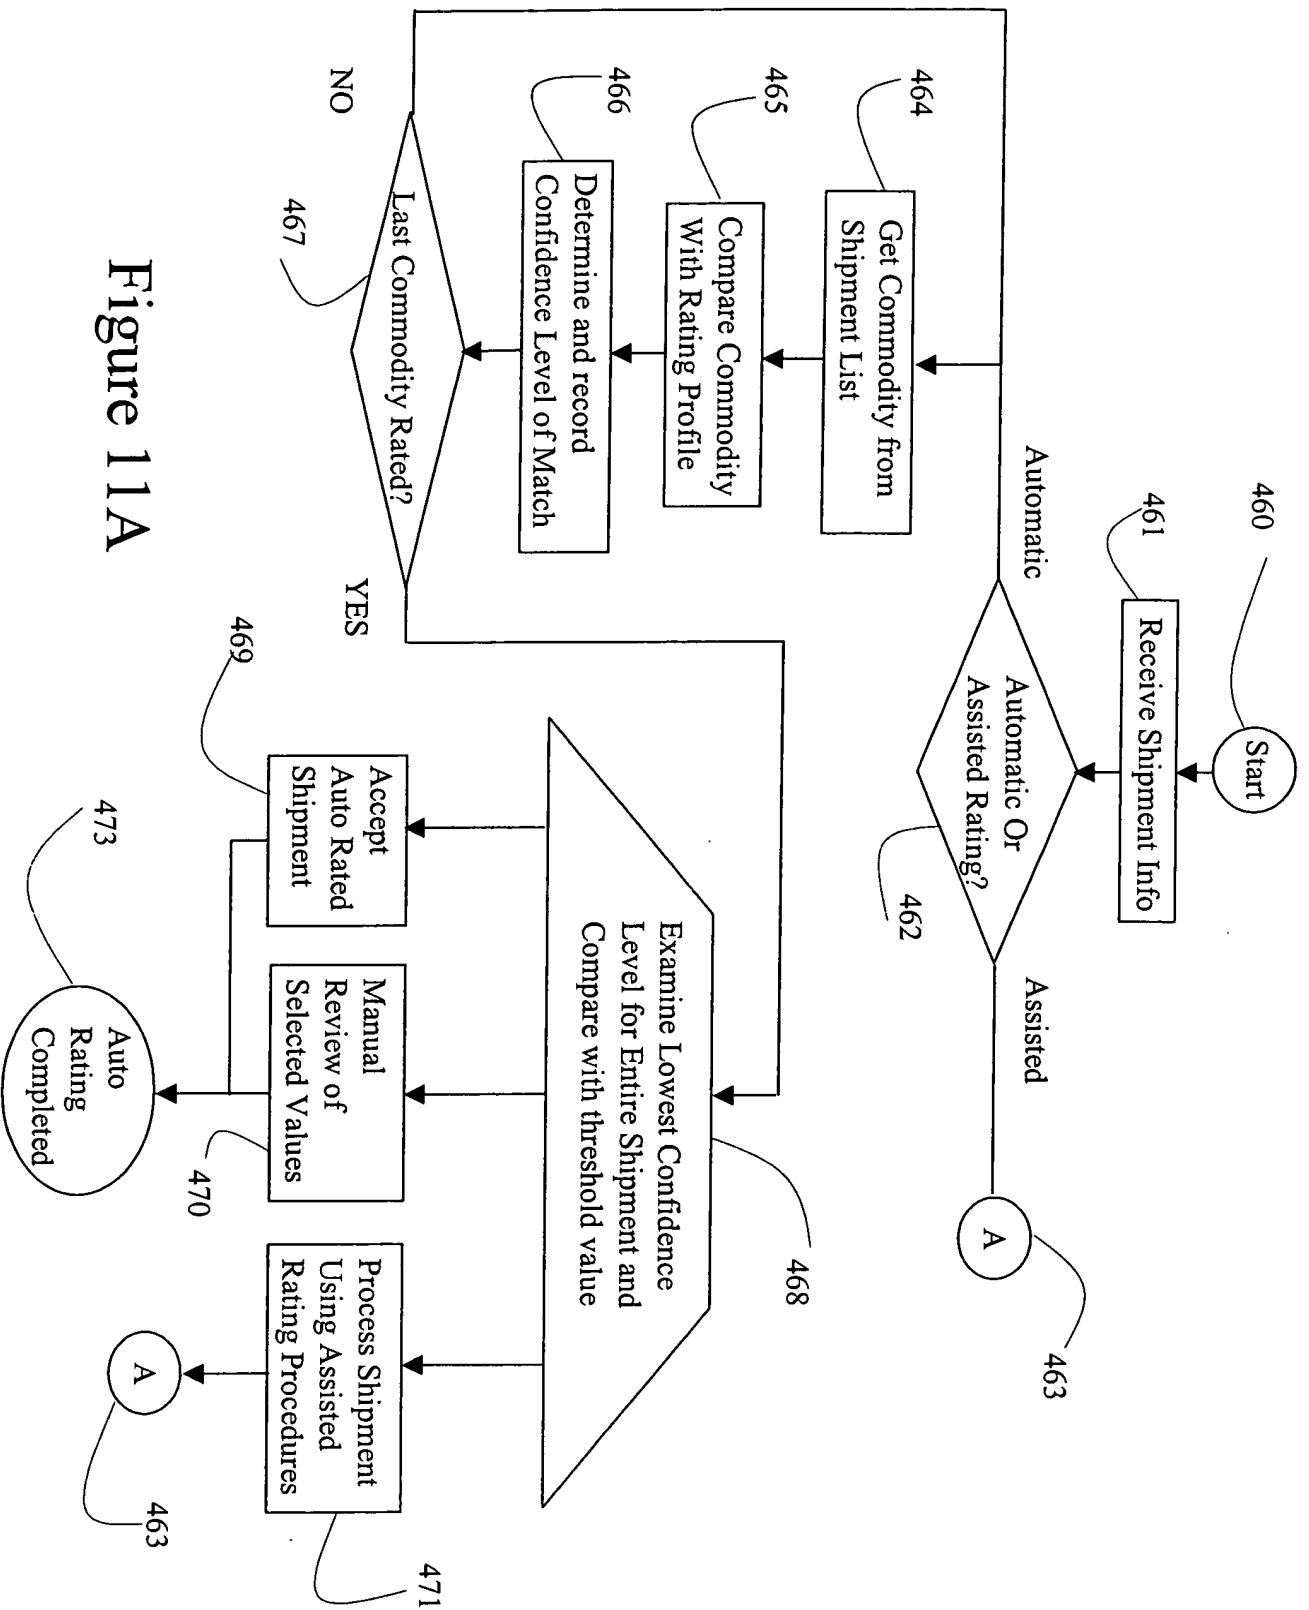 460
Start
461
Receive Shipment Info
Automatic
Automatic Or
Assisted Rating?
Assisted
462
A
463
464
Get Commodity from
Shipment List
465
Compare Commodity
With Rating Profile
466
Determine and record
Confidence Level of Match
NO
Last Commodity Rated?
YES
467
Examine Lowest Confidence
Level for Entire Shipment and
Compare with threshold value
468
469
Accept
Auto Rated
Shipment
Manual
Review of
Selected Values
470
Process Shipment
Using Assisted
Rating Procedures
471
473
Auto
Rating
Completed
A
463
Figure 11A